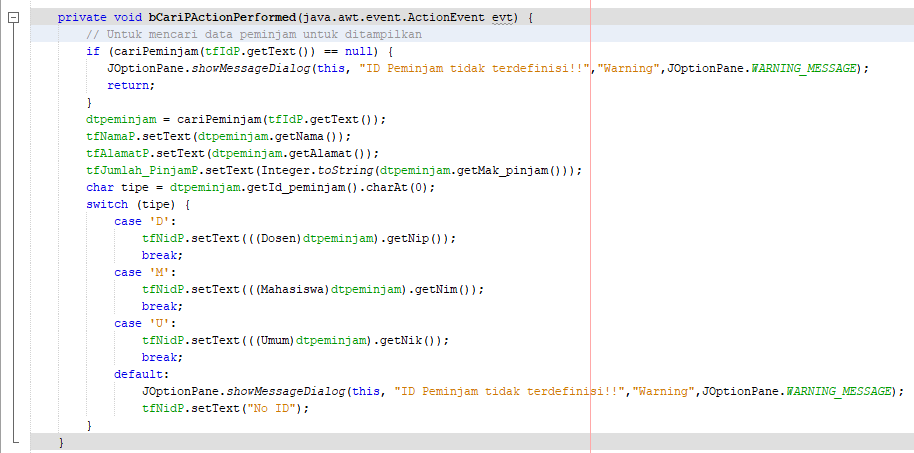 private void bCariPActionPerformed(java.awt.event.ActionEvent evt) {
// Untuk mencari data peminjam untuk ditampilkan
if (cariPeminjam(tfIdP.getText()) == null) {
JOptionPane.showMessageDialog(this, "ID Peminjam tidak terdefinisi!!","Warning",JOptionPane.WARNING_MESSAGE);
return;
}
dtpeminjam = cariPeminjam(tfIdP.getText());
tfNamaP.setText(dtpeminjam.getNama());
tfAlamatP.setText(dtpeminjam.getAlamat());
tfJumlah_PinjamP.setText(Integer.toString(dtpeminjam.getMak_pinjam()));
char tipe = dtpeminjam.getId_peminjam().charAt(0);
switch (tipe) {
case 'D':
tfNidP.setText(((Dosen)dtpeminjam).getNip());
break;
case 'M':
tfNidP.setText(((Mahasiswa)dtpeminjam).getNim());
break;
case 'U':
tfNidP.setText(((Umum)dtpeminjam).getNik());
break;
default:
JOptionPane.showMessageDialog(this, "ID Peminjam tidak terdefinisi!!","Warning",JOptionPane.WARNING_MESSAGE);
tfNidP.setText("No ID");
}
}